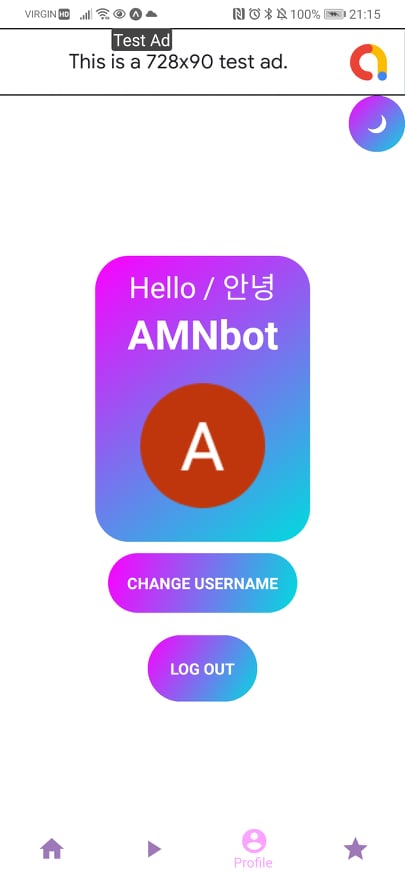 VIRGIN HD 100% 21:15
Test Ad
This is a 728x90 test ad.
Hello / 안녕
AMNbot
A
CHANGE USERNAME
LOG OUT
Profile